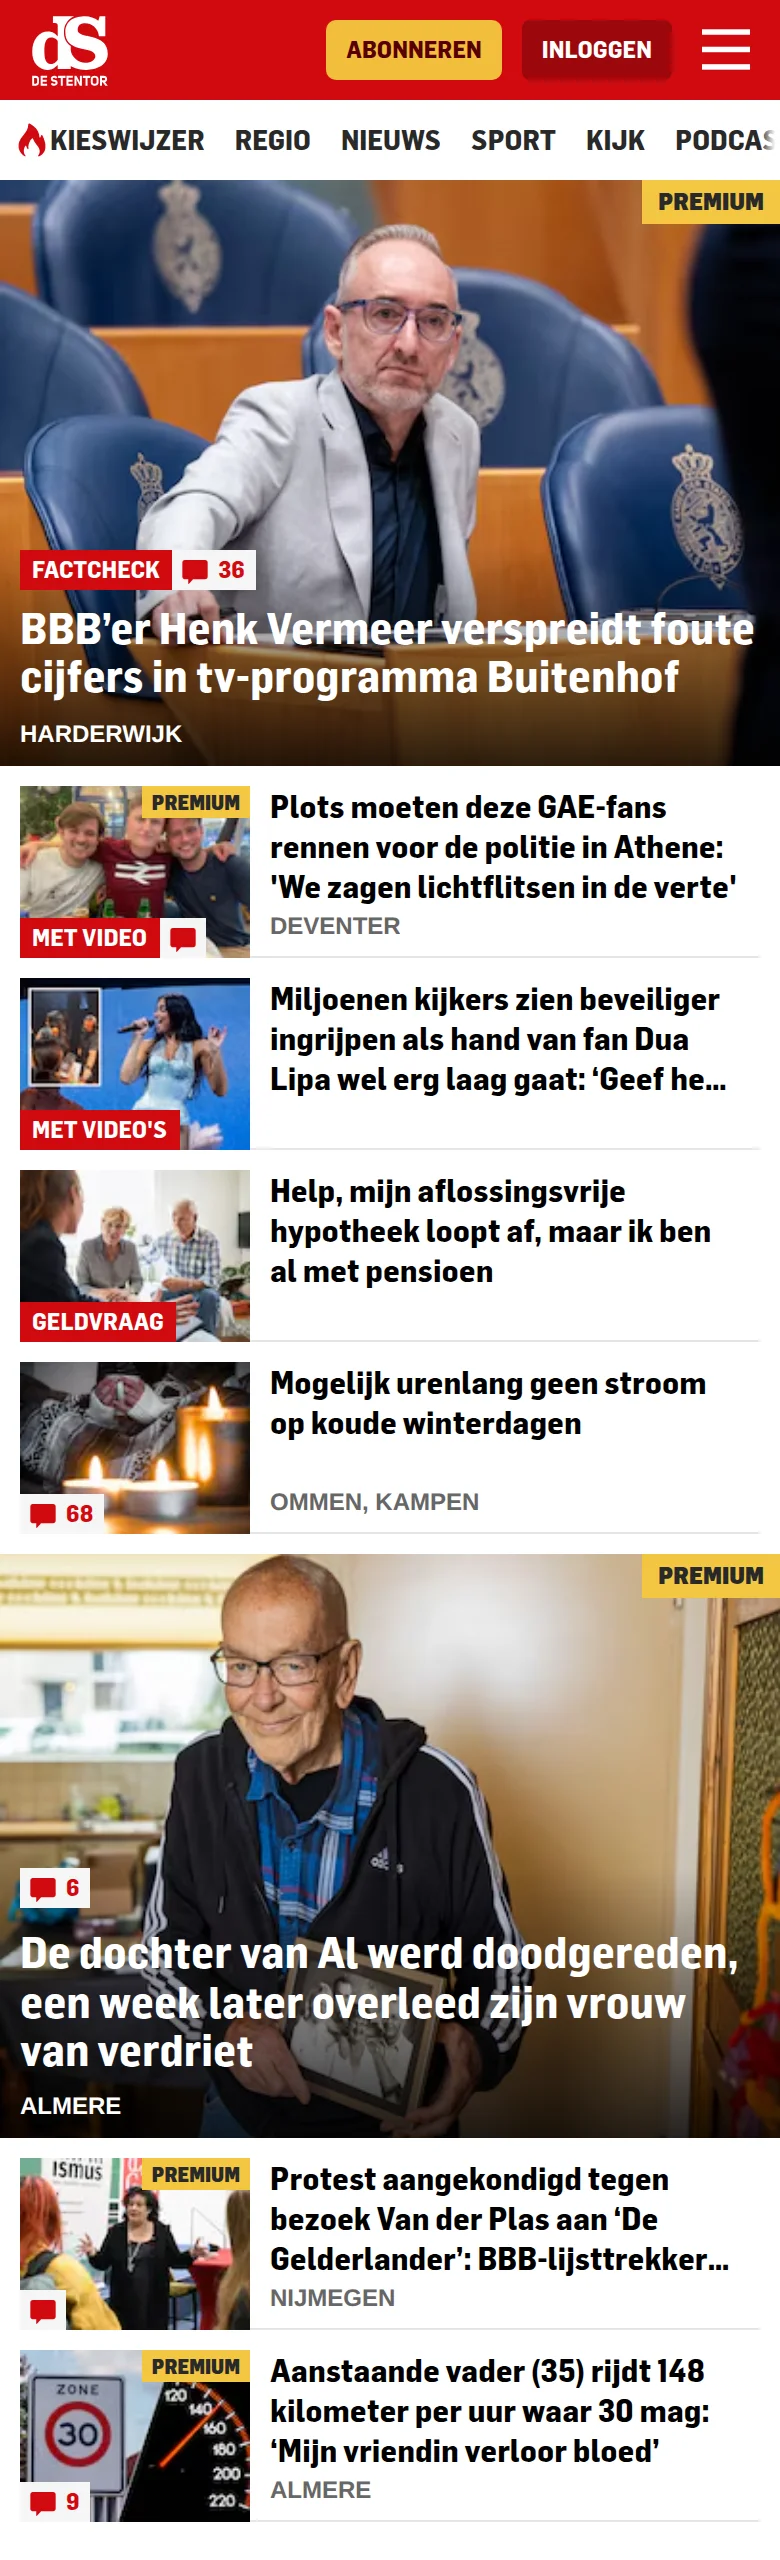 dS
DE STENTOR
ABONNEREN
INLOGGEN
KIESWIJZER REGIO NIEUWS SPORT KIJK PODCAS
PREMIUM
FACTCHECK 36
BBB’er Henk Vermeer verspreidt foute
cijfers in tv-programma Buitenhof
HARDERWIJK
PREMIUM
MET VIDEO
Plots moeten deze GAE-fans
rennen voor de politie in Athene:
'We zagen lichtflitsen in de verte'
DEVENTER
MET VIDEO'S
Miljoenen kijkers zien beveiliger
ingrijpen als hand van fan Dua
Lipa wel erg laag gaat: ‘Geef he...
GELDVRAAG
Help, mijn aflossingsvrije
hypotheek loopt af, maar ik ben
al met pensioen
68
Mogelijk urenlang geen stroom
op koude winterdagen
OMMEN, KAMPEN
PREMIUM
adidas
6
De dochter van Al werd doodgereden,
een week later overleed zijn vrouw
van verdriet
ALMERE
ismus
PREMIUM
Protest aangekondigd tegen
bezoek Van der Plas aan ‘De
Gelderlander’: BBB-lijsttrekker...
NIJMEGEN
PREMIUM
ZONE
30
120
140
160
180
200
220
9
Aanstaande vader (35) rijdt 148
kilometer per uur waar 30 mag:
‘Mijn vriendin verloor bloed’
ALMERE